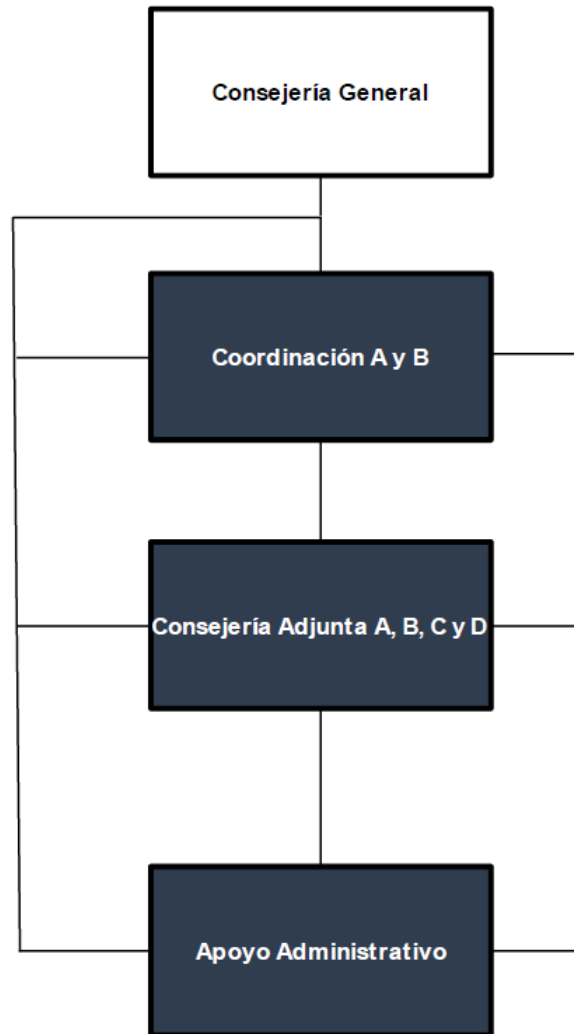 Consejería General
Coordinación A y B
Consejería Adjunta A, B, C y D
Apoyo Administrativo